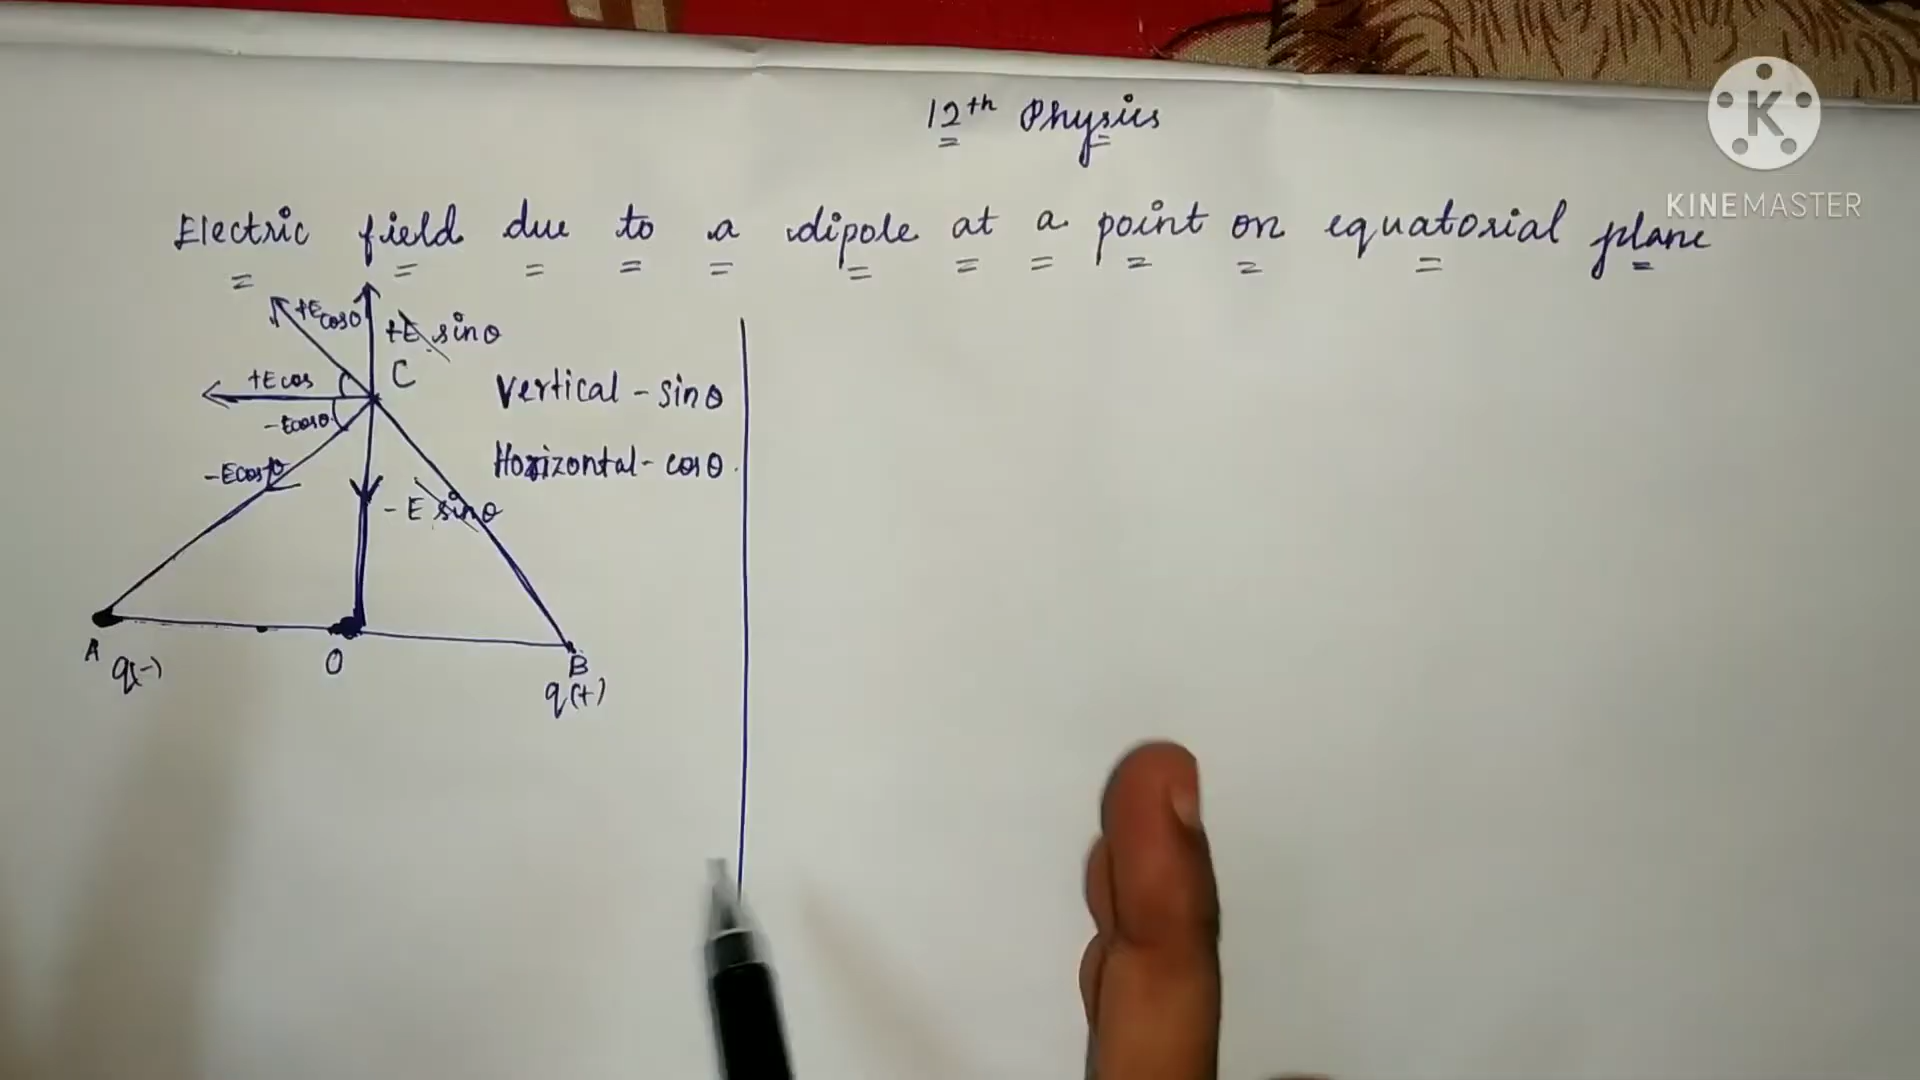 12th Physics
KINEMASTER
Electric field due to a dipole at a point on equatorial plane
+E cosθ
+E sinθ
C
+E cos
Vertical - sinθ
-E cosθ
Horizontal - cosθ
-E cosθ
-E sinθ
A
q(-)
O
B
q(+)